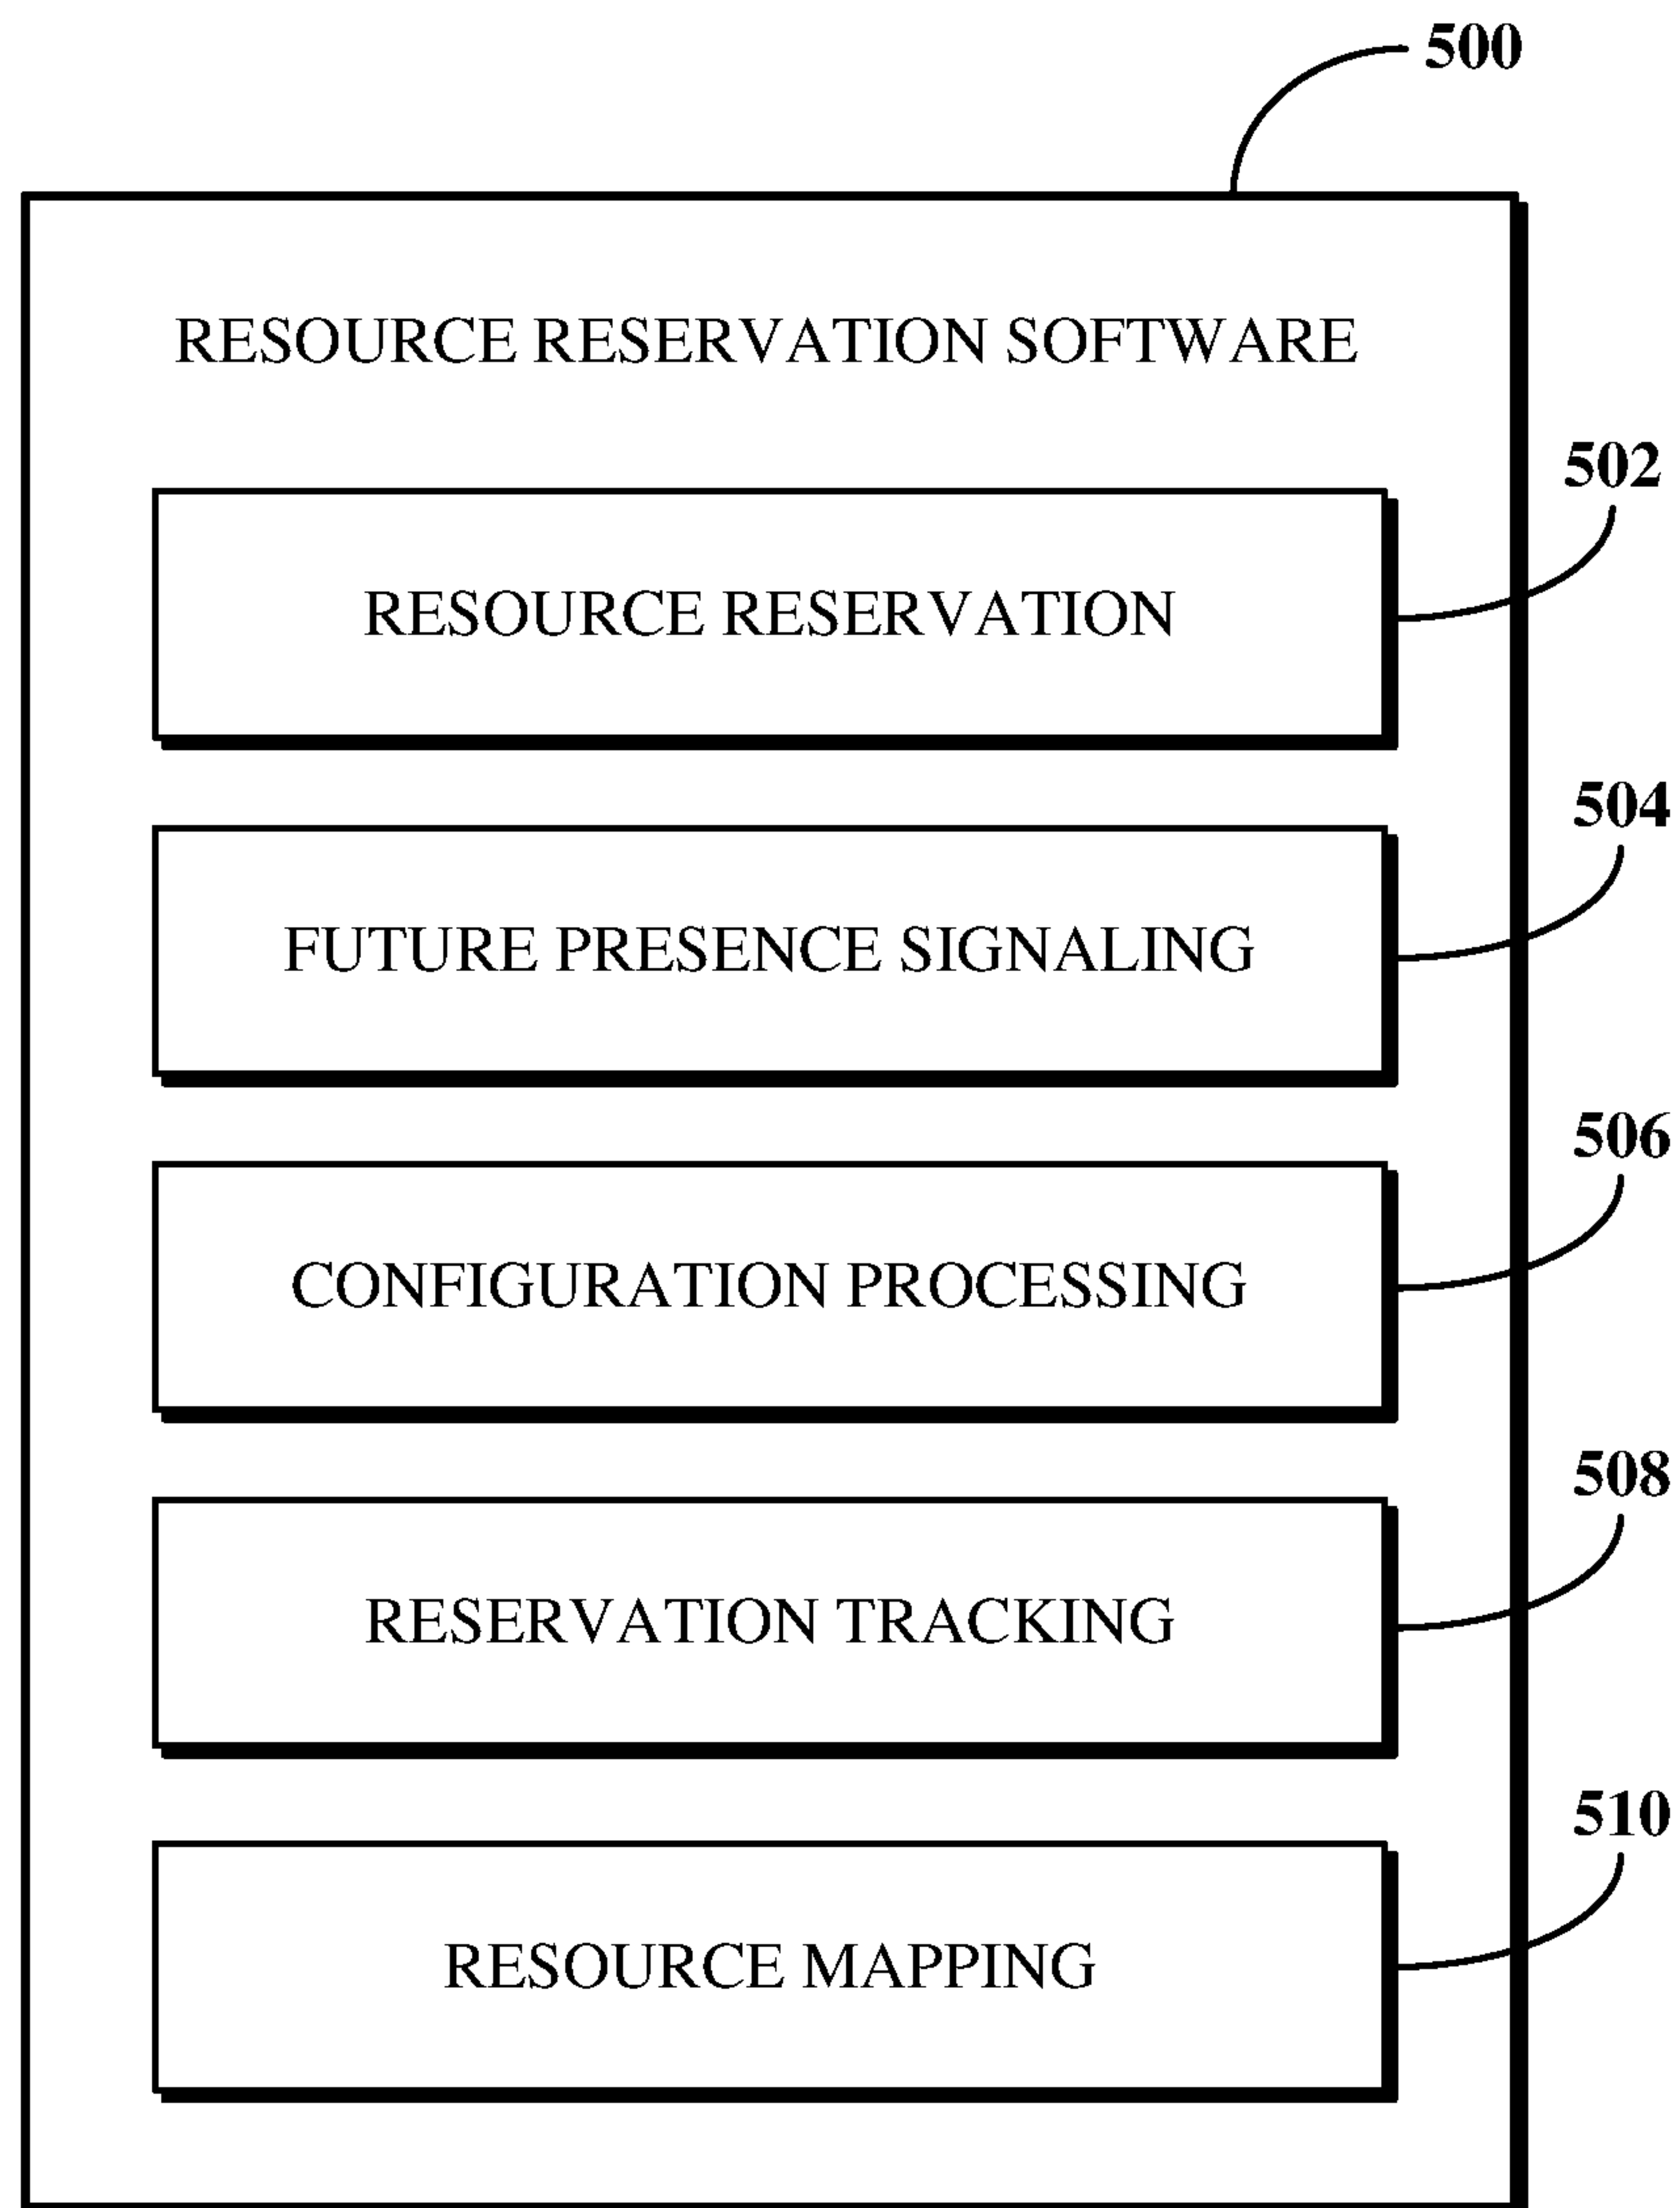 500
RESOURCE RESERVATION SOFTWARE
502
RESOURCE RESERVATION
504
FUTURE PRESENCE SIGNALING
506
CONFIGURATION PROCESSING
508
RESERVATION TRACKING
510
RESOURCE MAPPING